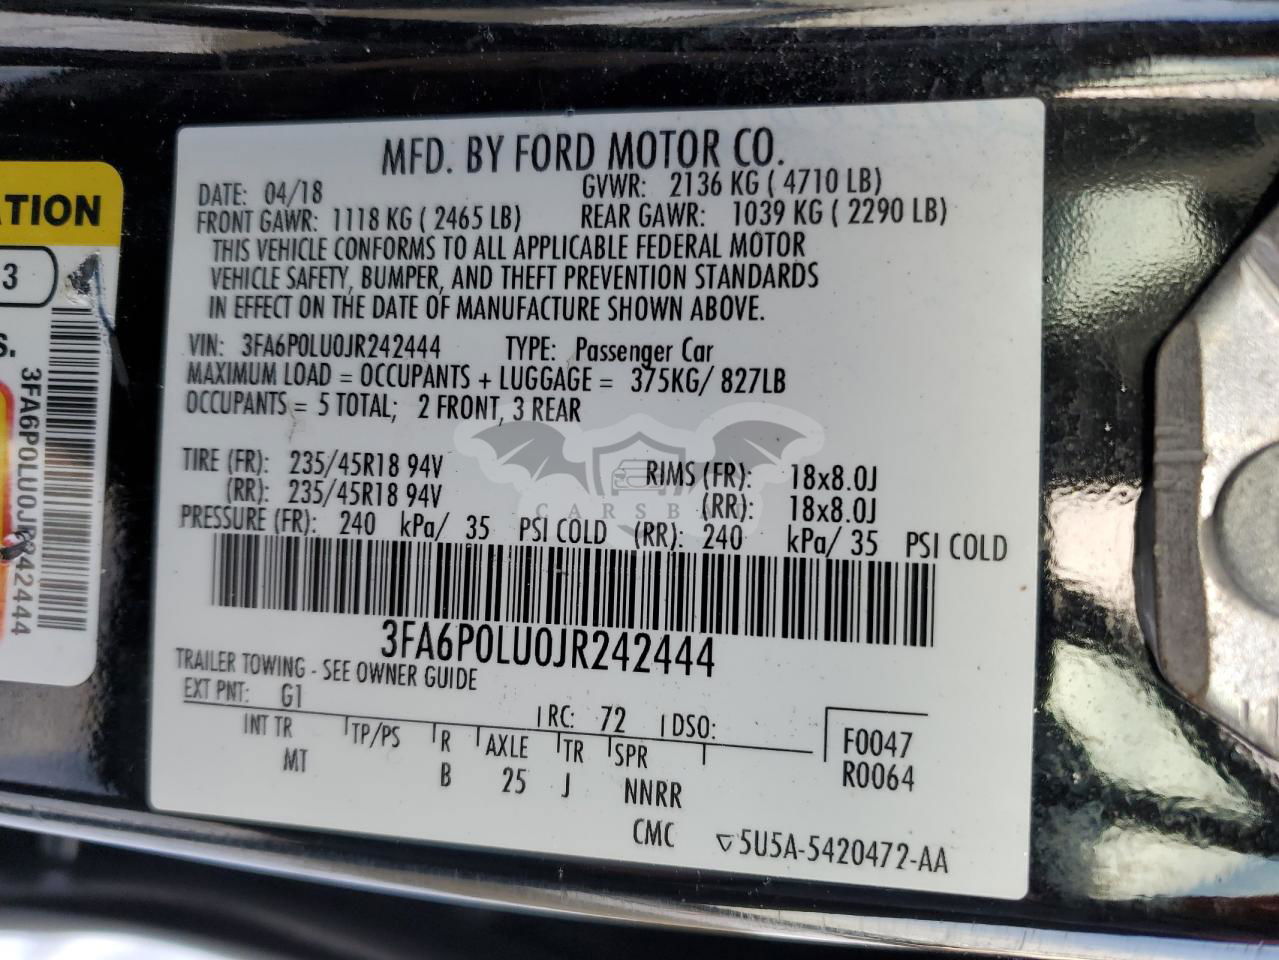 MFD. BY FORD MOTOR CO.
DATE: 04/18 GVWR: 2136 KG ( 4710 LB)
FRONT GAWR: 1118 KG ( 2465 LB) REAR GAWR: 1039 KG ( 2290 LB)
THIS VEHICLE CONFORMS TO ALL APPLICABLE FEDERAL MOTOR
VEHICLE SAFETY, BUMPER, AND THEFT PREVENTION STANDARDS
IN EFFECT ON THE DATE OF MANUFACTURE SHOWN ABOVE.
VIN: 3FA6P0LU0JR242444 TYPE: Passenger Car
MAXIMUM LOAD = OCCUPANTS + LUGGAGE = 375KG/ 827LB
OCCUPANTS = 5 TOTAL; 2 FRONT, 3 REAR
TIRE (FR): 235/45R18 94V RIMS (FR): 18x8.0J
(RR): 235/45R18 94V (RR): 18x8.0J
PRESSURE (FR): 240 kPa/ 35 PSI COLD (RR): 240 kPa/ 35 PSI COLD
3FA6P0LU0JR242444
TRAILER TOWING - SEE OWNER GUIDE
EXT PNT: G1 RC: 72 DSO: F0047
INT TR TP/PS R AXLE TR SPR R0064
MT B 25 J NNRR
CMC 5U5A-5420472-AA
ATION
3
S.
3FA6P0LU0JR242444